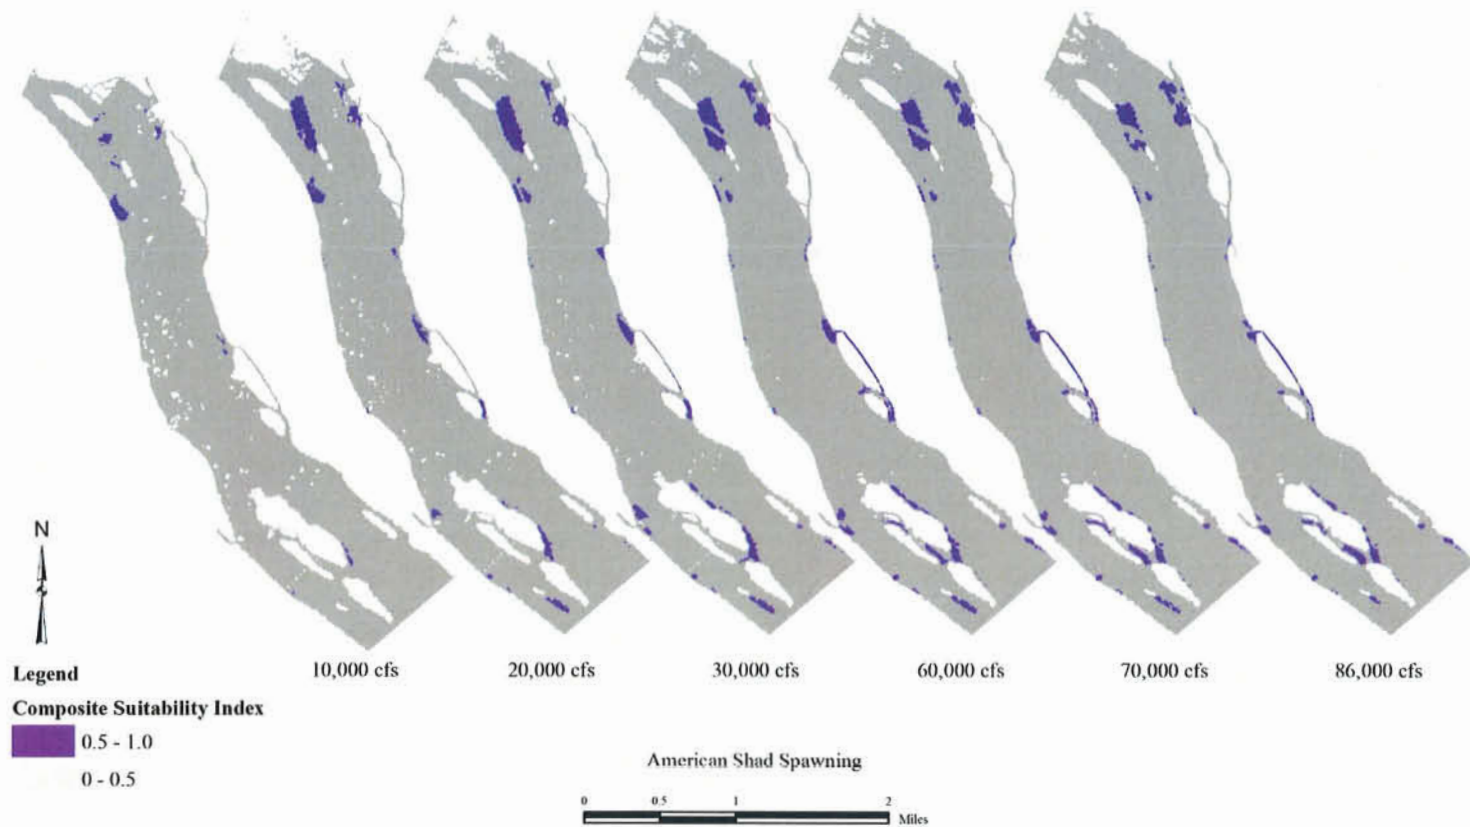 N
10,000 cfs 20,000 cfs 30,000 cfs 60,000 cfs 70,000 cfs 86,000 cfs
Legend
Composite Suitability Index
0.5 - 1.0
0 - 0.5
American Shad Spawning
0 0.5 1 2
Miles